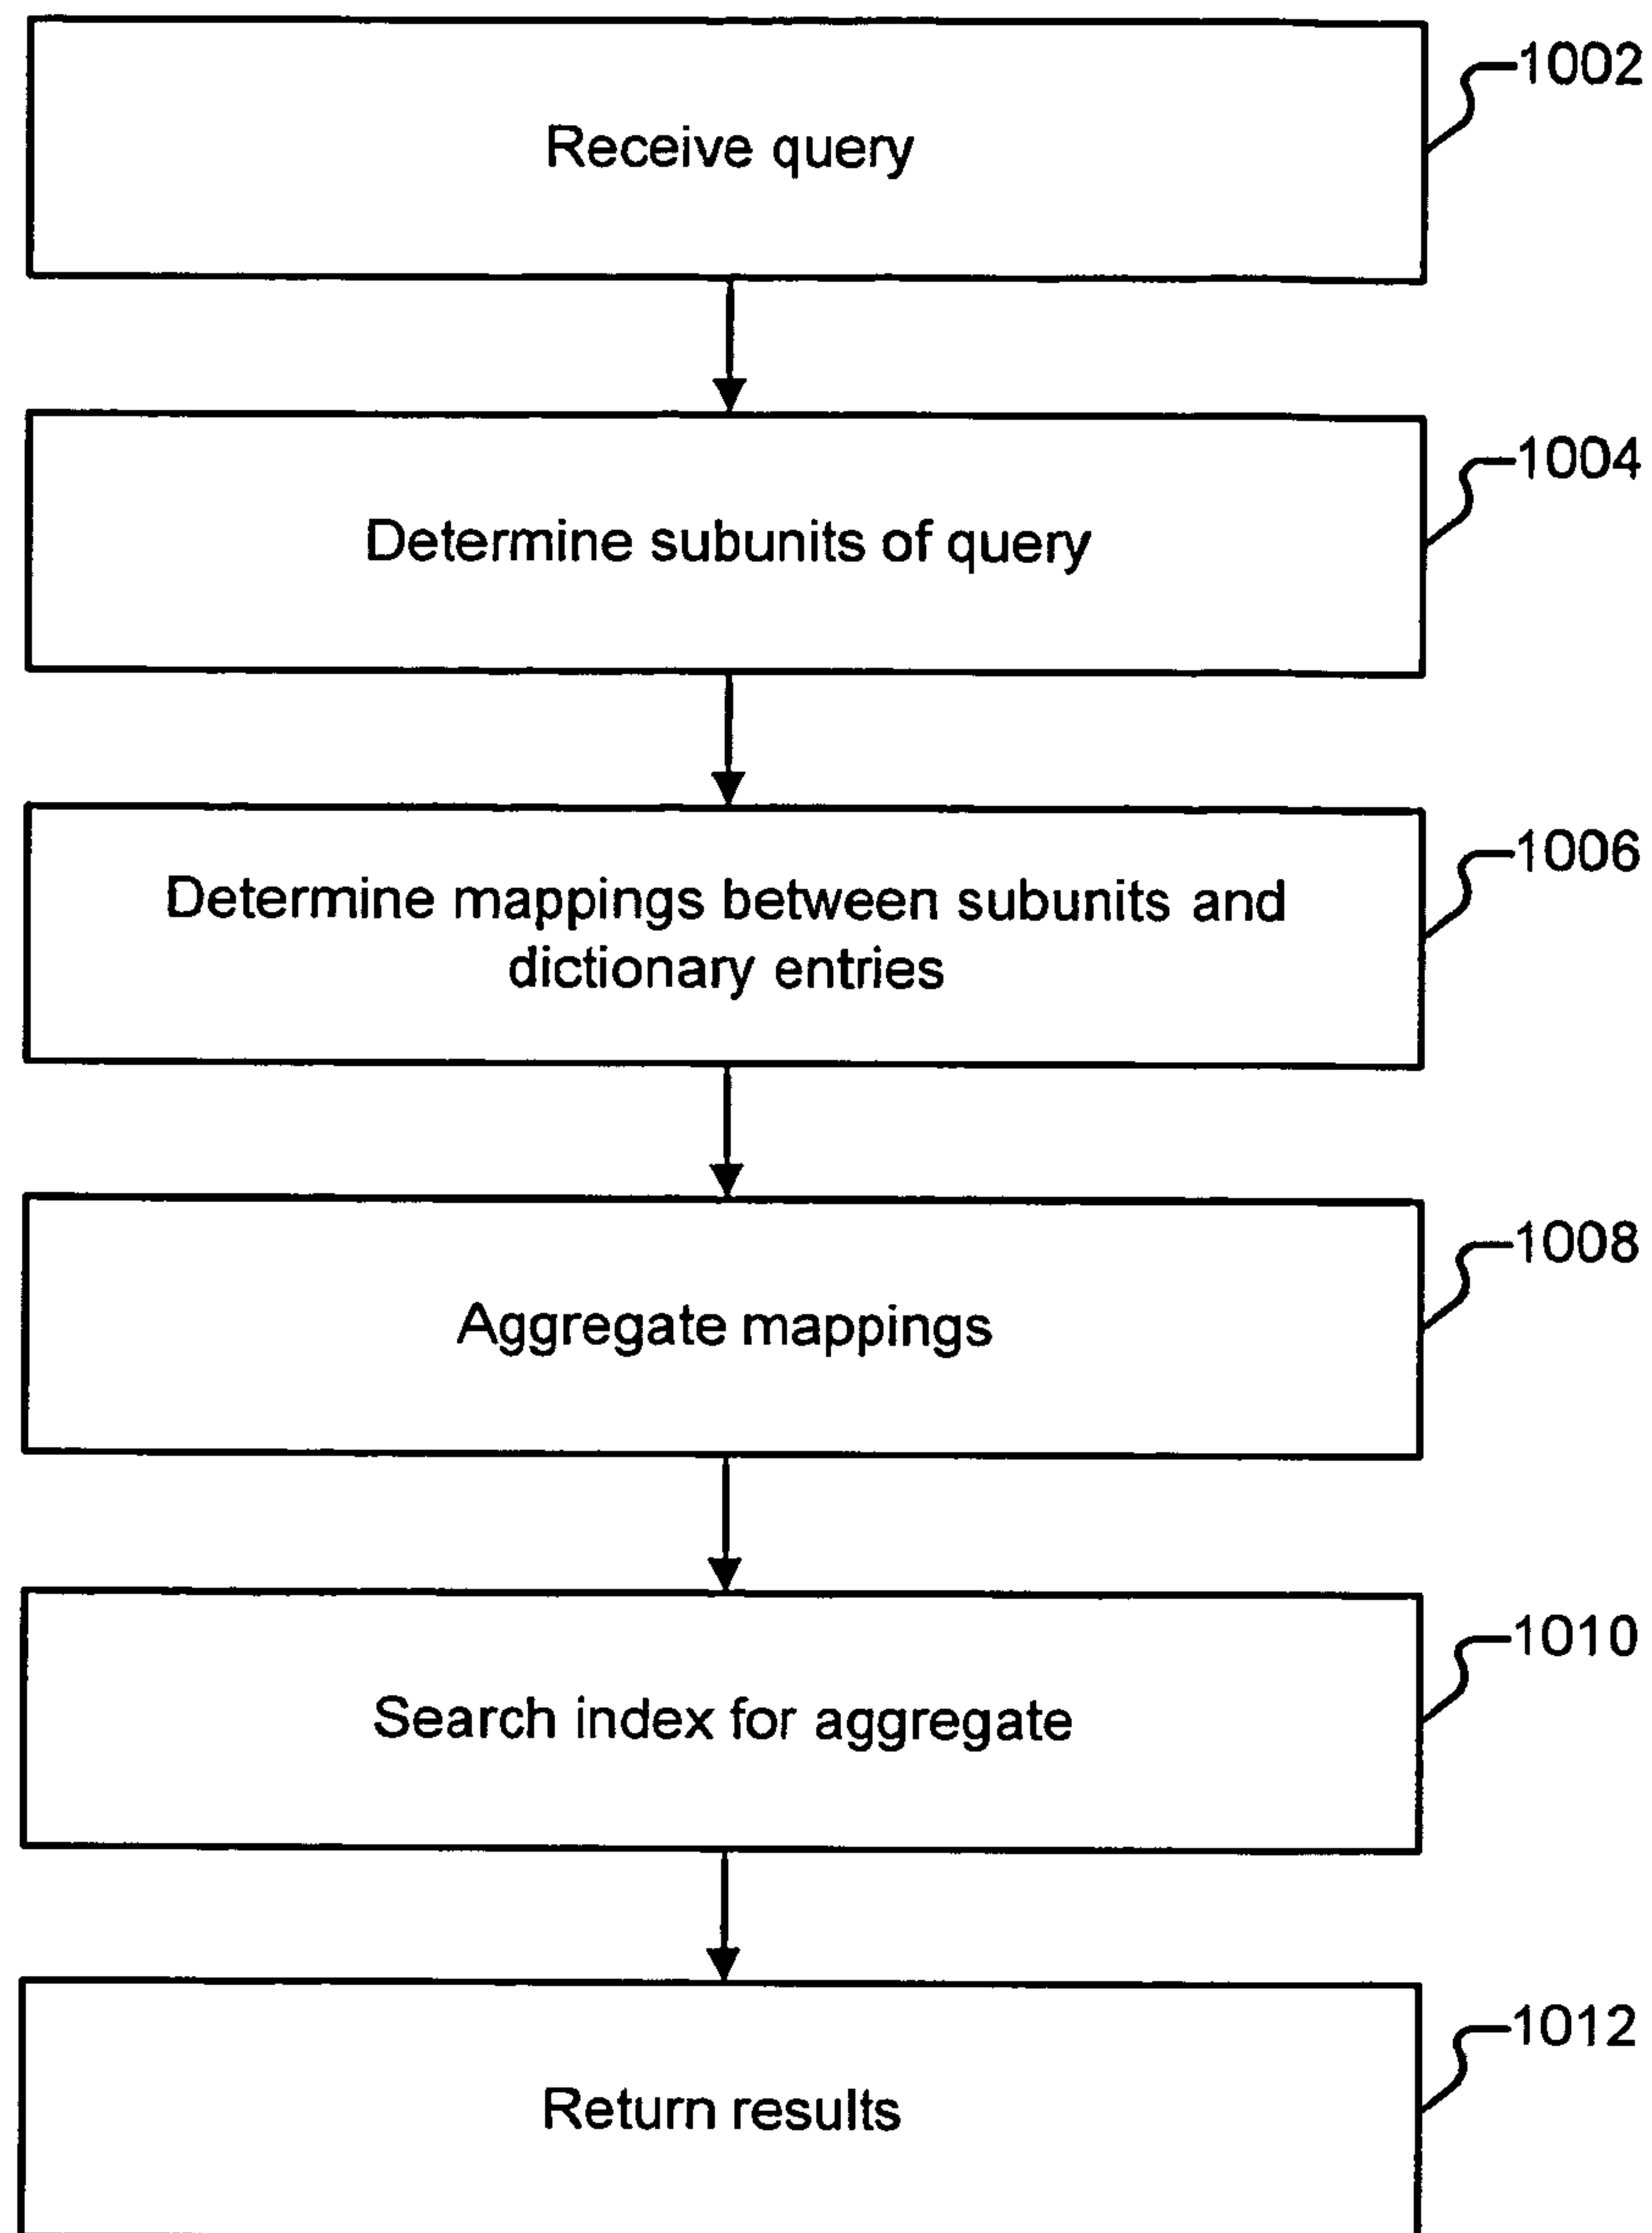 1002
Receive query
1004
Determine subunits of query
1006
Determine mappings between subunits and
dictionary entries
1008
Aggregate mappings
1010
Search index for aggregate
1012
Return results